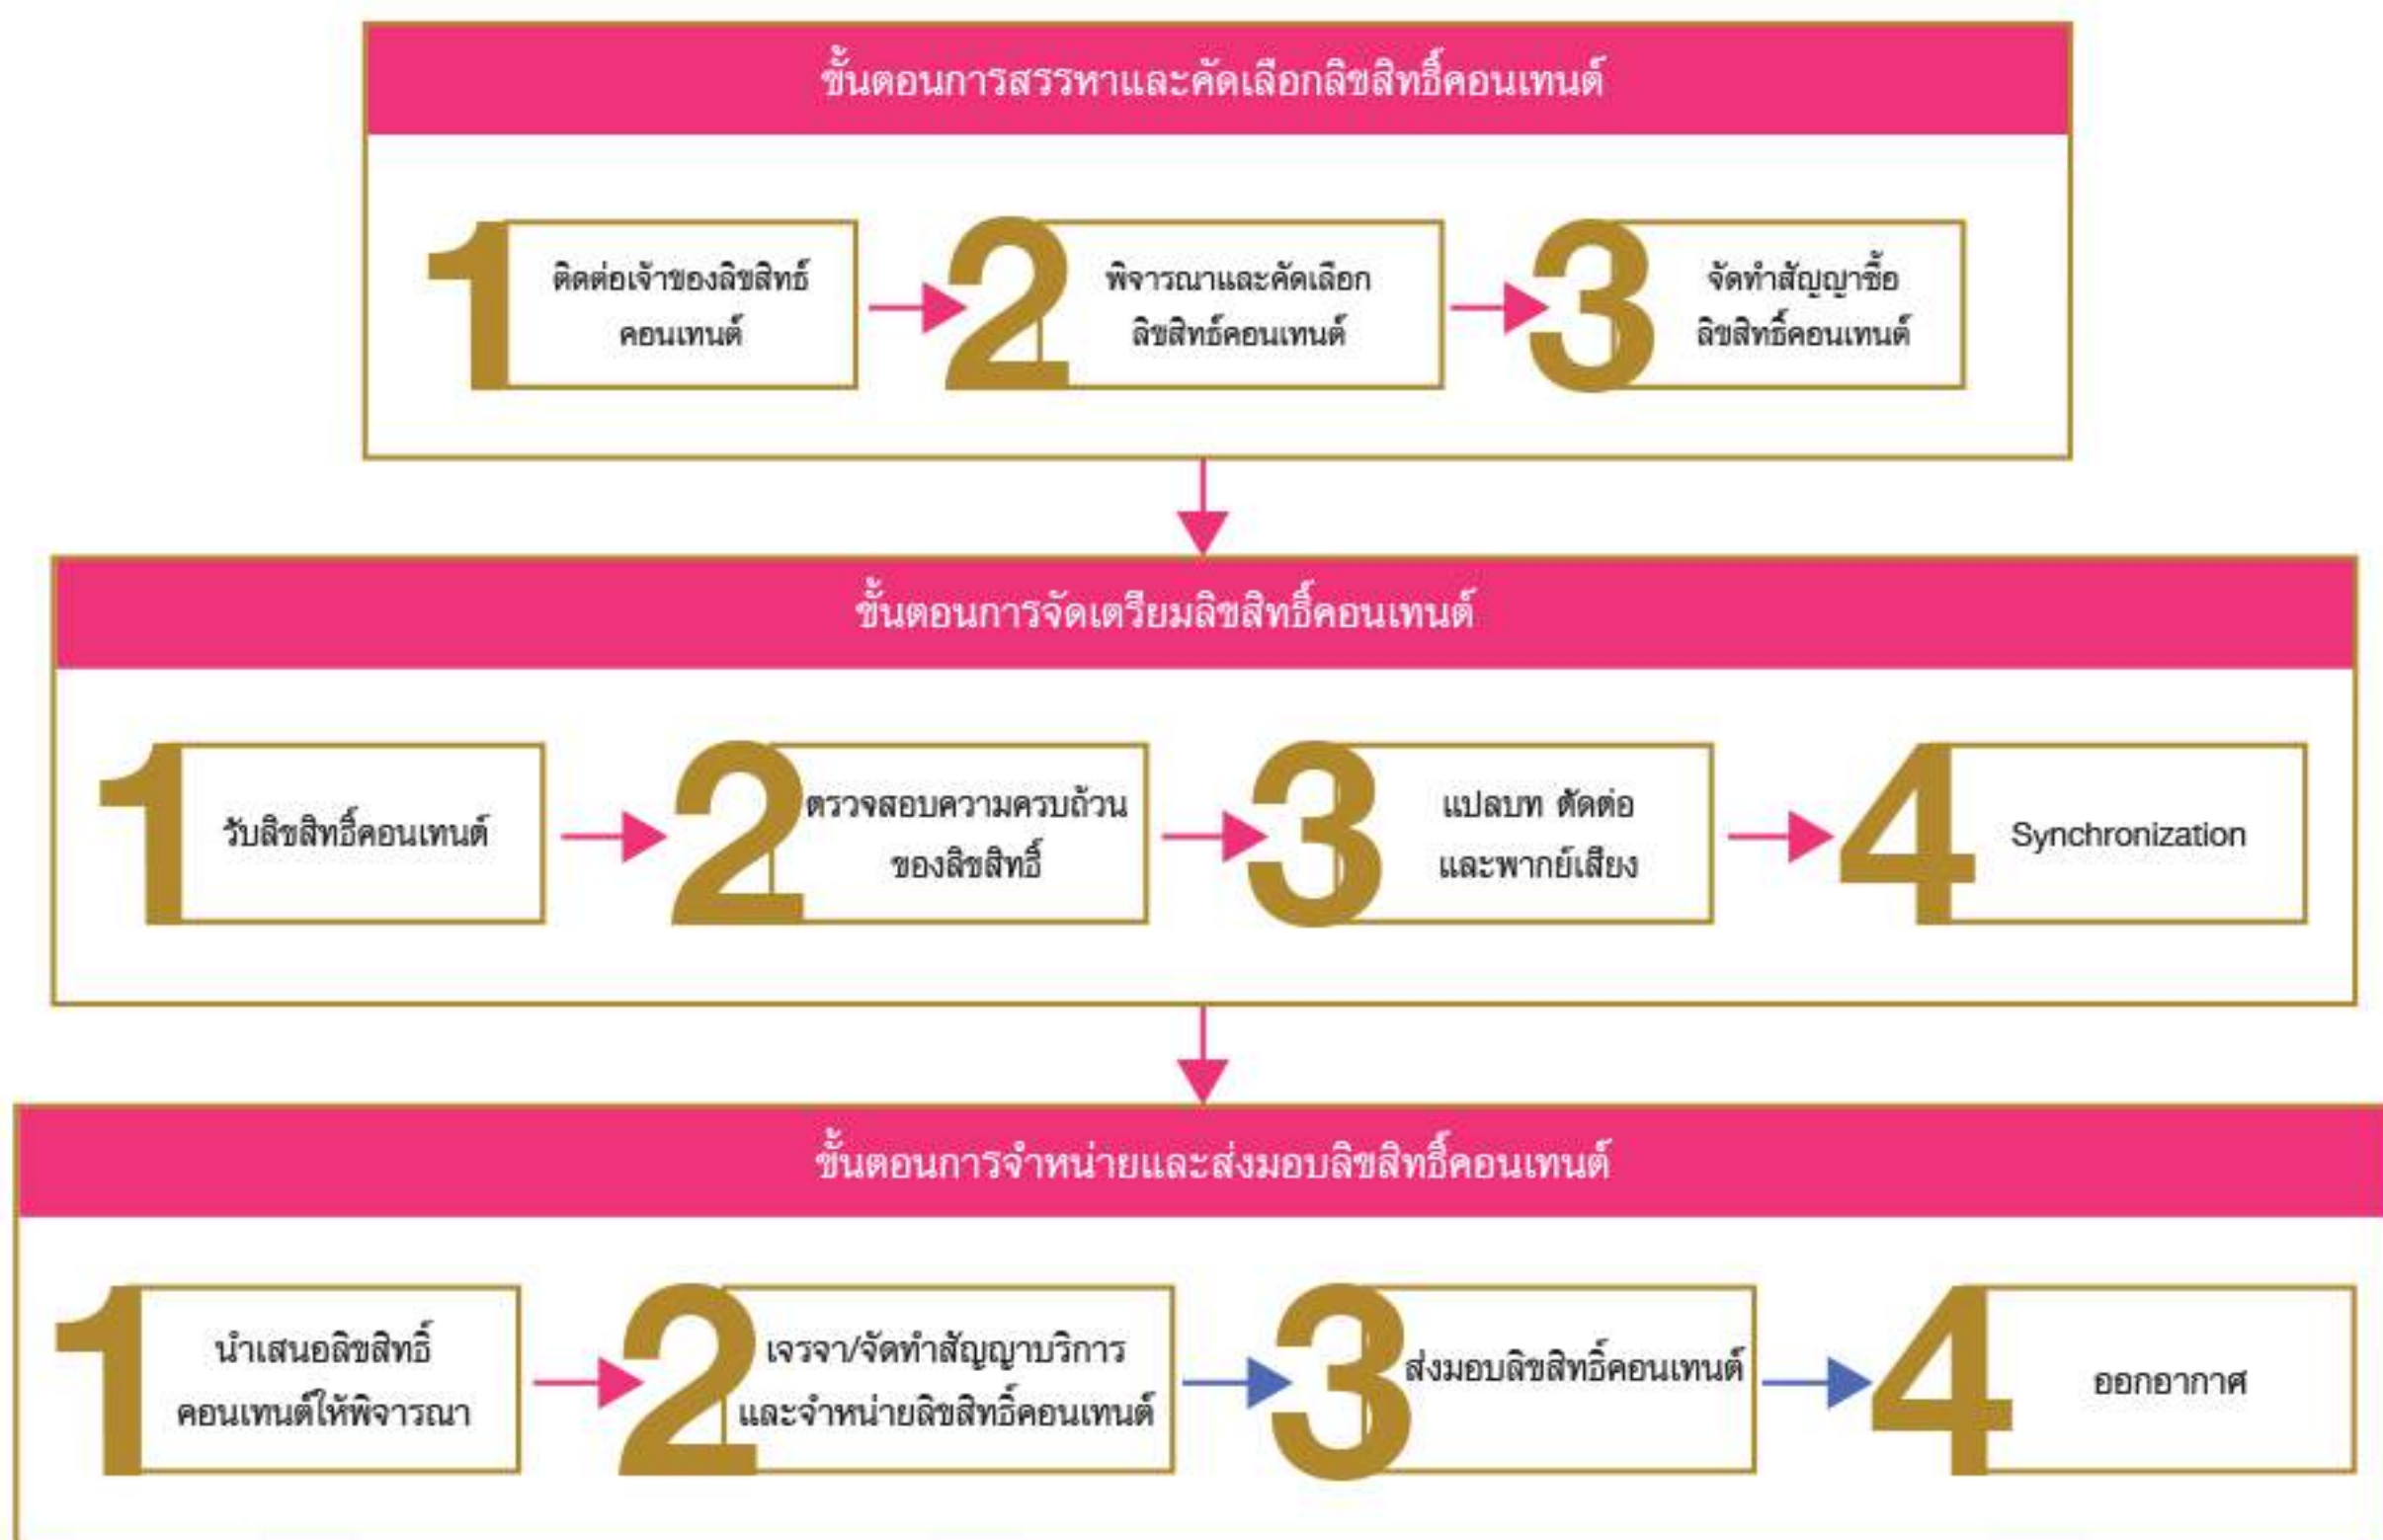 ขั้นตอนการสรรหาและคัดเลือกลิขสิทธิ์คอนเทนต์
1
ติดต่อเจ้าของลิขสิทธ์
คอนเทนต์
2
พิจารณาและคัดเลือก
ลิขสิทธ์คอนเทนต์
3
จัดทำสัญญาซื้อ
ลิขสิทธิ์คอนเทนต์
ขั้นตอนการจัดเตรียมลิขสิทธิ์คอนเทนต์
1
รับลิขสิทธิ์คอนเทนต์
2
ตรวจสอบความครบถ้วน
ของลิขสิทธิ์
3
แปลบท ตัดต่อ
และพากย์เสียง
4
Synchronization
ขั้นตอนการจำหน่ายและส่งมอบลิขสิทธิ์คอนเทนต์
1
นำเสนอลิขสิทธิ์
คอนเทนต์ให้พิจารณา
2
เจรจา/จัดทำสัญญาบริการ
และจำหน่ายลิขสิทธิ์คอนเทนต์
3
ส่งมอบลิขสิทธิ์คอนเทนต์
4
ออกอากาศ